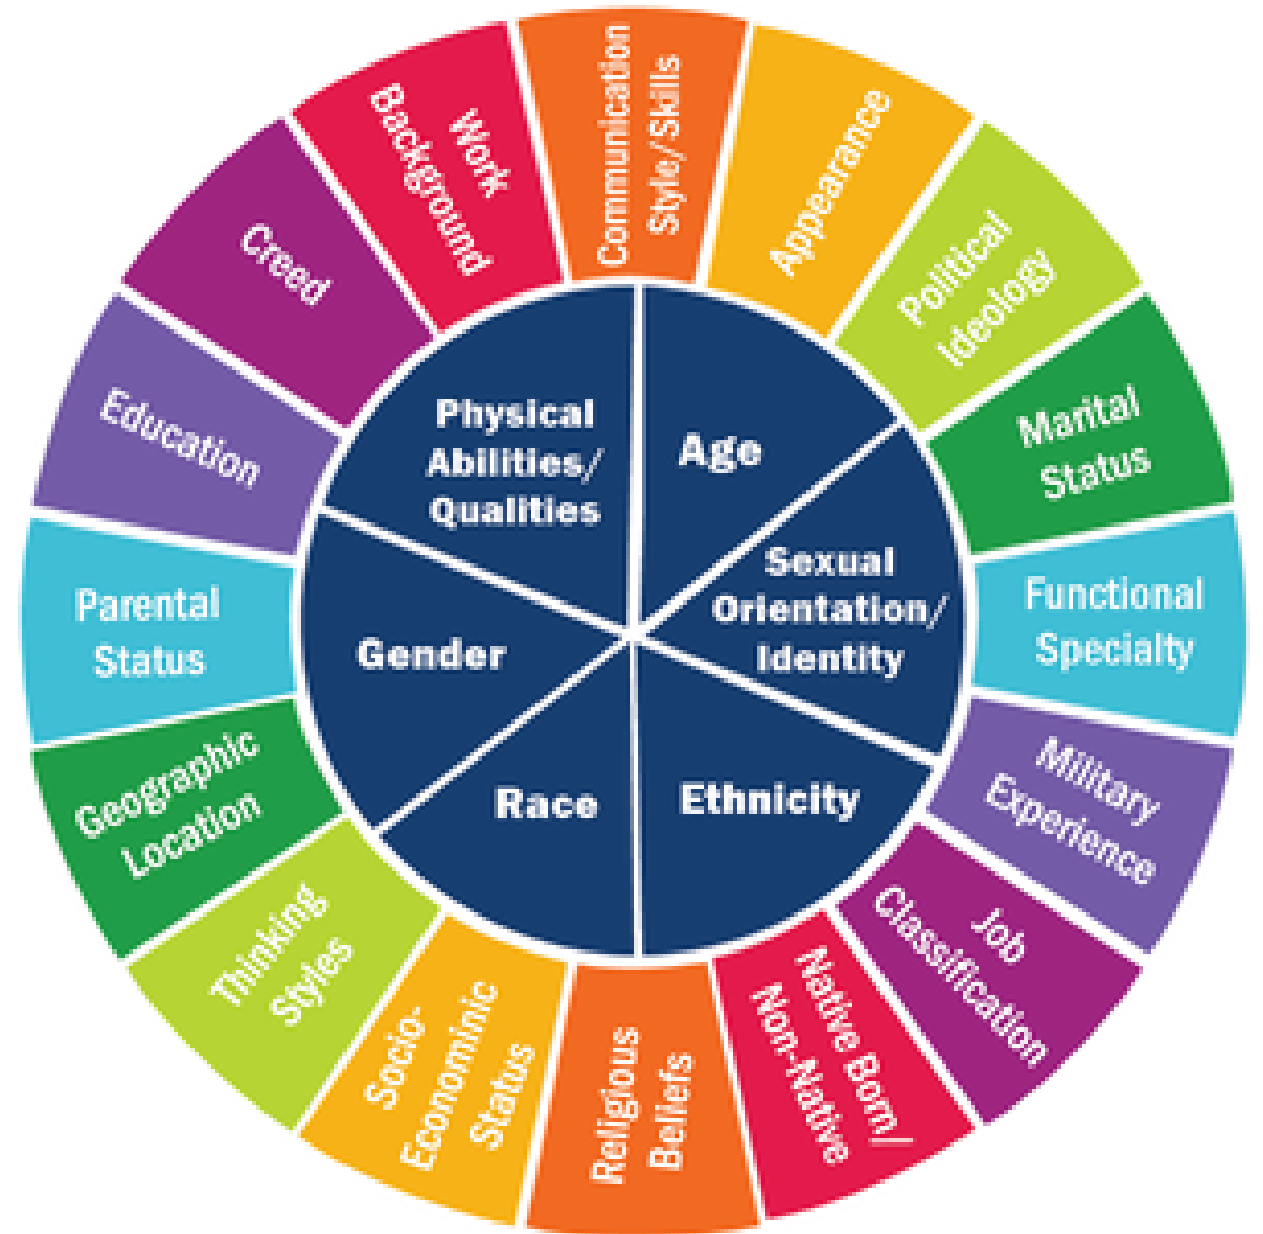 Communication
Style/Skills
Appearance
Political
Ideology
Marital
Status
Functional
Specialty
Military
Experience
Job
Classification
Native Born/
Non-Native
Religious
Beliefs
Socio-
Econominic
Status
Thinking
Styles
Geographic
Location
Parental
Status
Education
Creed
Work
Background
Age
Sexual
Orientation/
Identity
Ethnicity
Race
Gender
Physical
Abilities/
Qualities